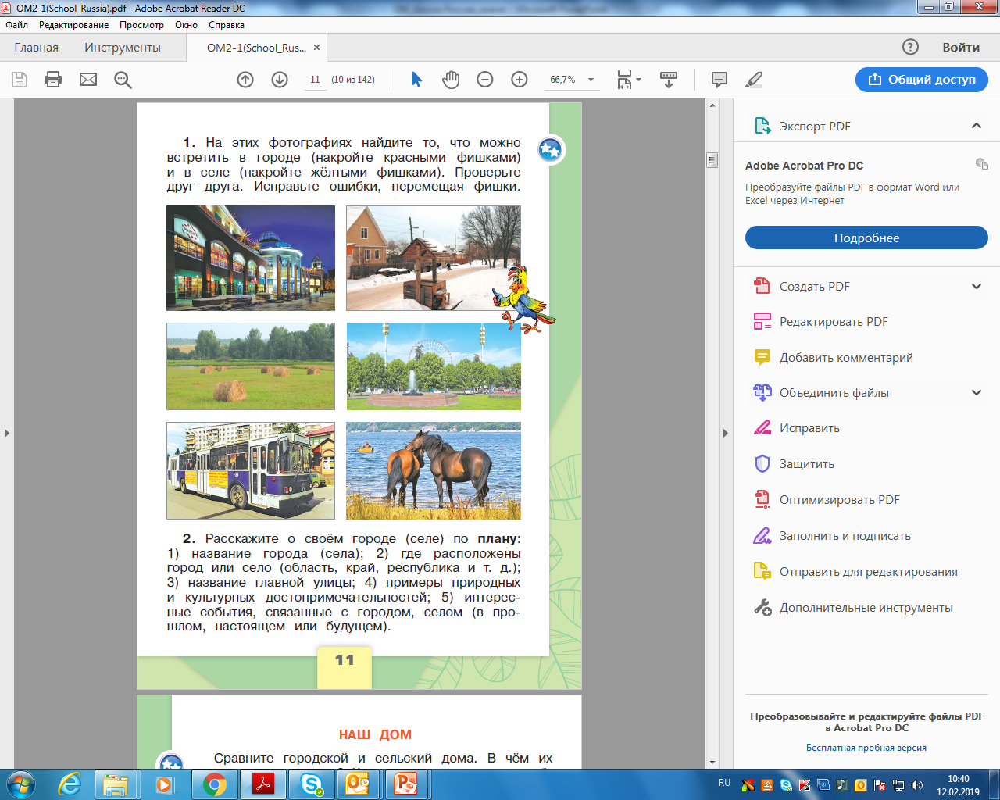 OM2-1(School_Russia).pdf - Adobe Acrobat Reader DC
Файл Редактирование Просмотр Окно Справка
Главная Инструменты OM2-1(School_Rus... × Войти
11 (10 из 142) 66,7% Общий доступ
1. На этих фотографиях найдите то, что можно
встретить в городе (накройте красными фишками)
и в селе (накройте жёлтыми фишками). Проверьте
друг друга. Исправьте ошибки, перемещая фишки.
2. Расскажите о своём городе (селе) по плану:
1) название города (села); 2) где расположены
город или село (область, край, республика и т. д.);
3) название главной улицы; 4) примеры природных
и культурных достопримечательностей; 5) интерес-
ные события, связанные с городом, селом (в про-
шлом, настоящем или будущем).
11
НАШ ДОМ
Сравните городской и сельский дома. В чём их
Экспорт PDF
Adobe Acrobat Pro DC
Преобразуйте файлы PDF в формат Word или
Excel через Интернет
Подробнее
Создать PDF
Редактировать PDF
Добавить комментарий
Объединить файлы
Исправить
Защитить
Оптимизировать PDF
Заполнить и подписать
Отправить для редактирования
Дополнительные инструменты
Преобразовывайте и редактируйте файлы PDF
в Acrobat Pro DC
Бесплатная пробная версия
RU
10:40
12.02.2019